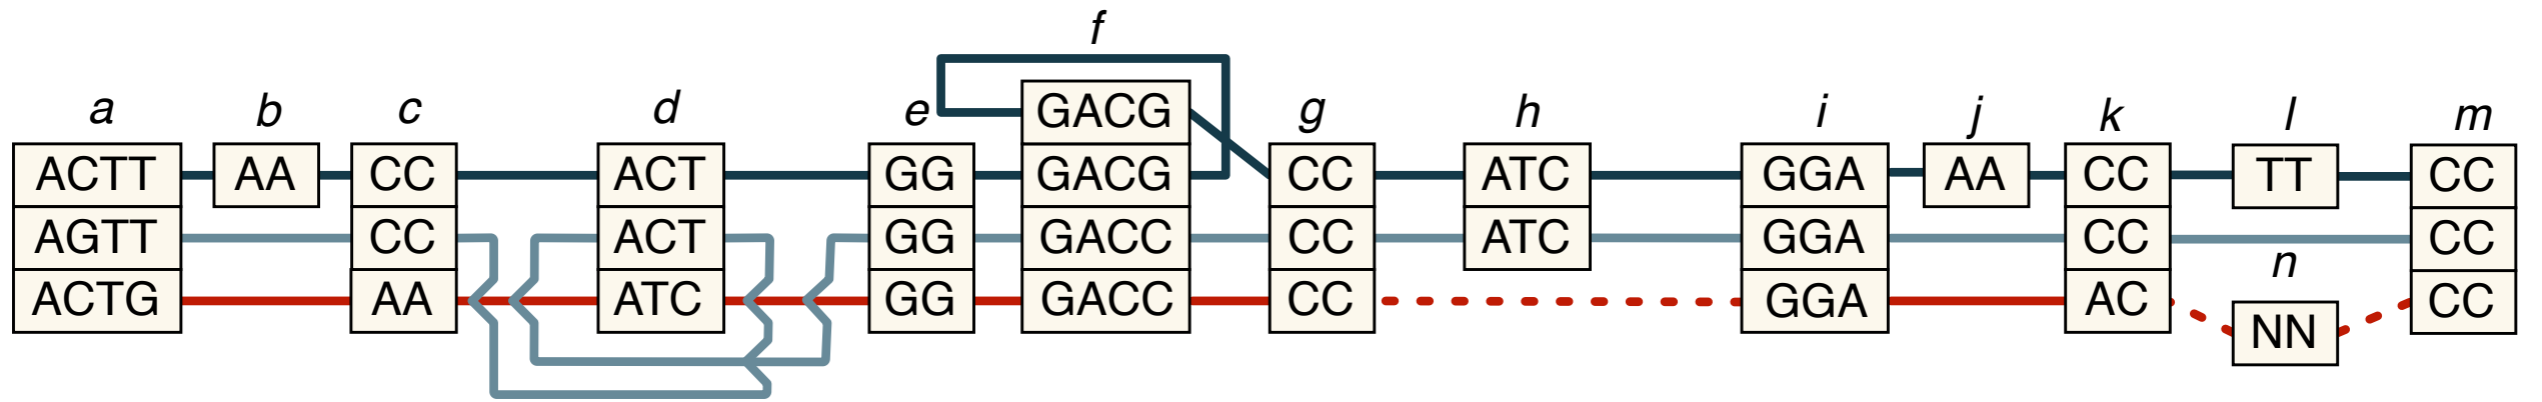 f
a b c d e g h i j k l m
GACG
ACTT AA CC ACT GG GACG CC ATC GGA AA CC TT CC
AGTT CC ACT GG GACC CC ATC GGA CC CC
n
ACTG AA ATC GG GACC CC GGA AC CC
NN